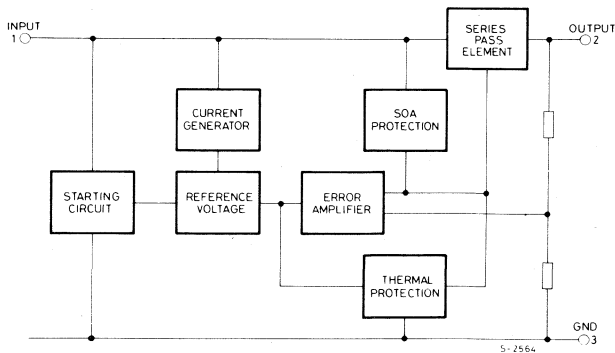 INPUT
1
SERIES
PASS
ELEMENT
OUTPUT
2
CURRENT
GENERATOR
SOA
PROTECTION
STARTING
CIRCUIT
REFERENCE
VOLTAGE
ERROR
AMPLIFIER
THERMAL
PROTECTION
GND
3
S-2564